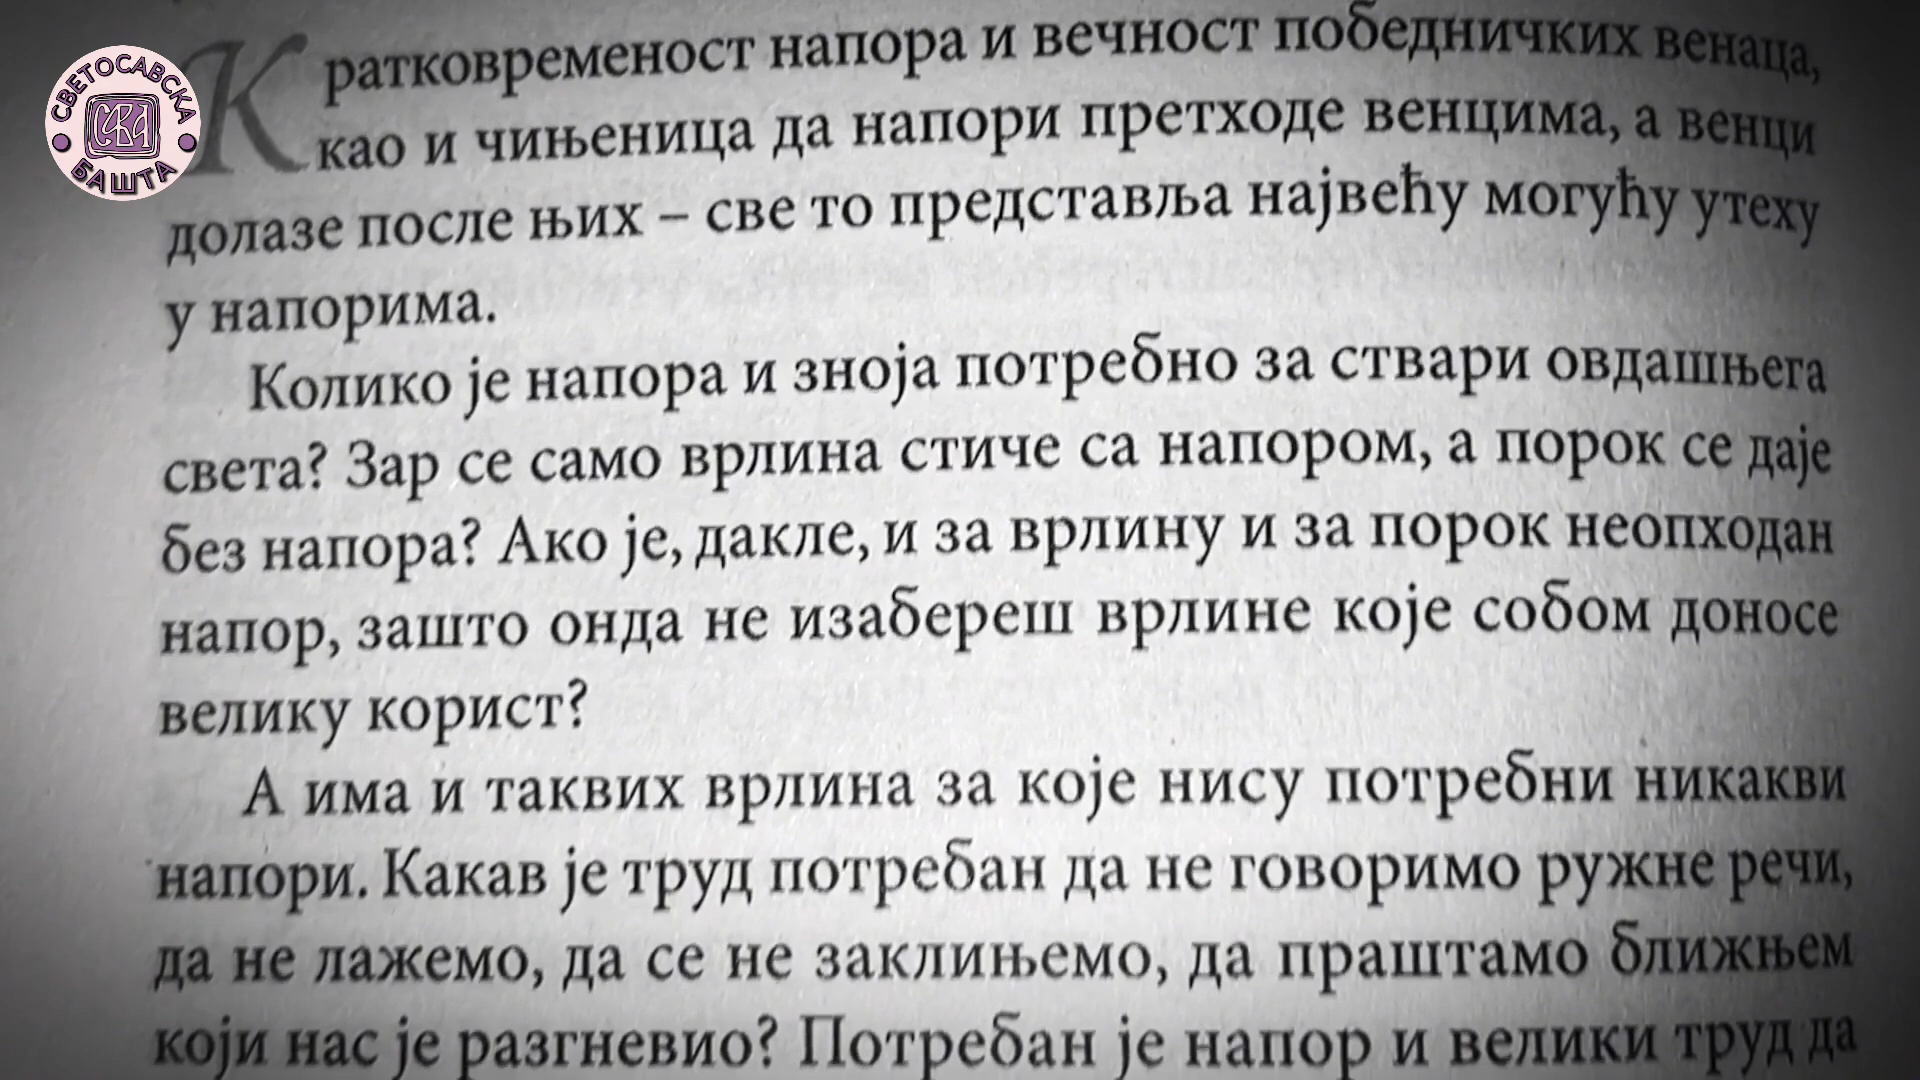 СВЕТОСАВСКА
БАШТА
Кратковременост напора и вечност победничких венаца,
као и чињеница да напори претходе венцима, а венци
долазе после њих – све то представља највећу могућу утеху
у напорима.
Колико је напора и зноја потребно за ствари овдашњега
света? Зар се само врлина стиче са напором, а порок се даје
без напора? Ако је, дакле, и за врлину и за порок неопходан
напор, зашто онда не изабереш врлине које собом доносе
велику корист?
А има и таквих врлина за које нису потребни никакви
напори. Какав је труд потребан да не говоримо ружне речи,
да не лажемо, да се не заклињемо, да праштамо ближњем
који нас је разгневио? Потребан је напор и велики труд да